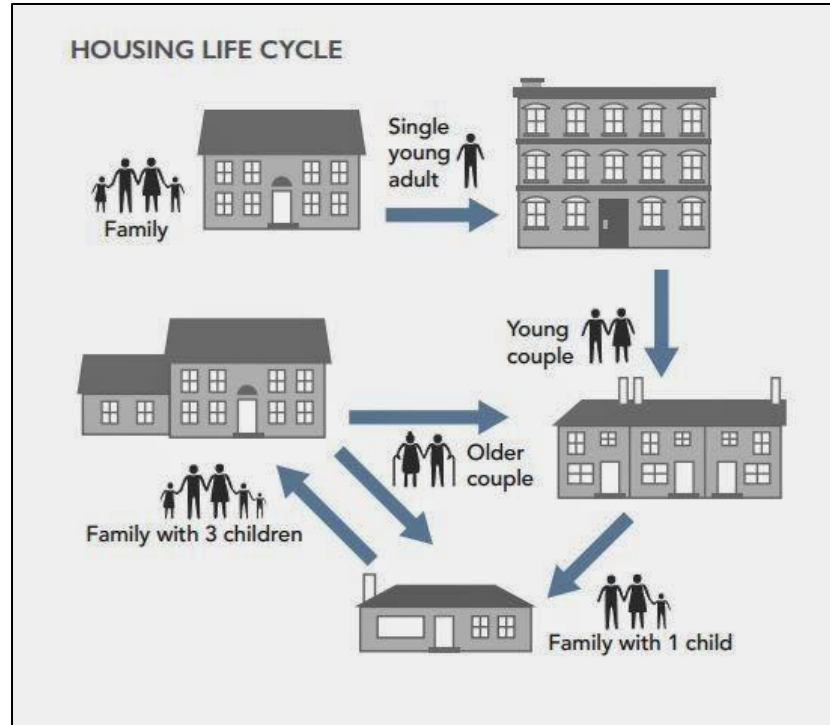 HOUSING LIFE CYCLE
Family
Single
young
adult
Young
couple
Older
couple
Family with 3 children
Family with 1 child